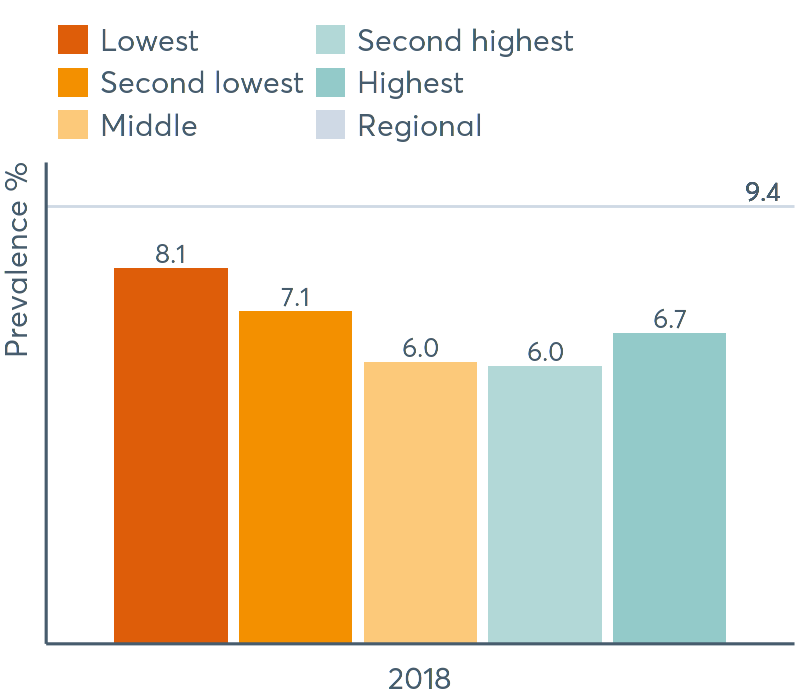 Lowest
Second lowest
Middle
Second highest
Highest
Regional
Prevalence %
9.4
8.1
7.1
6.0
6.0
6.7
2018